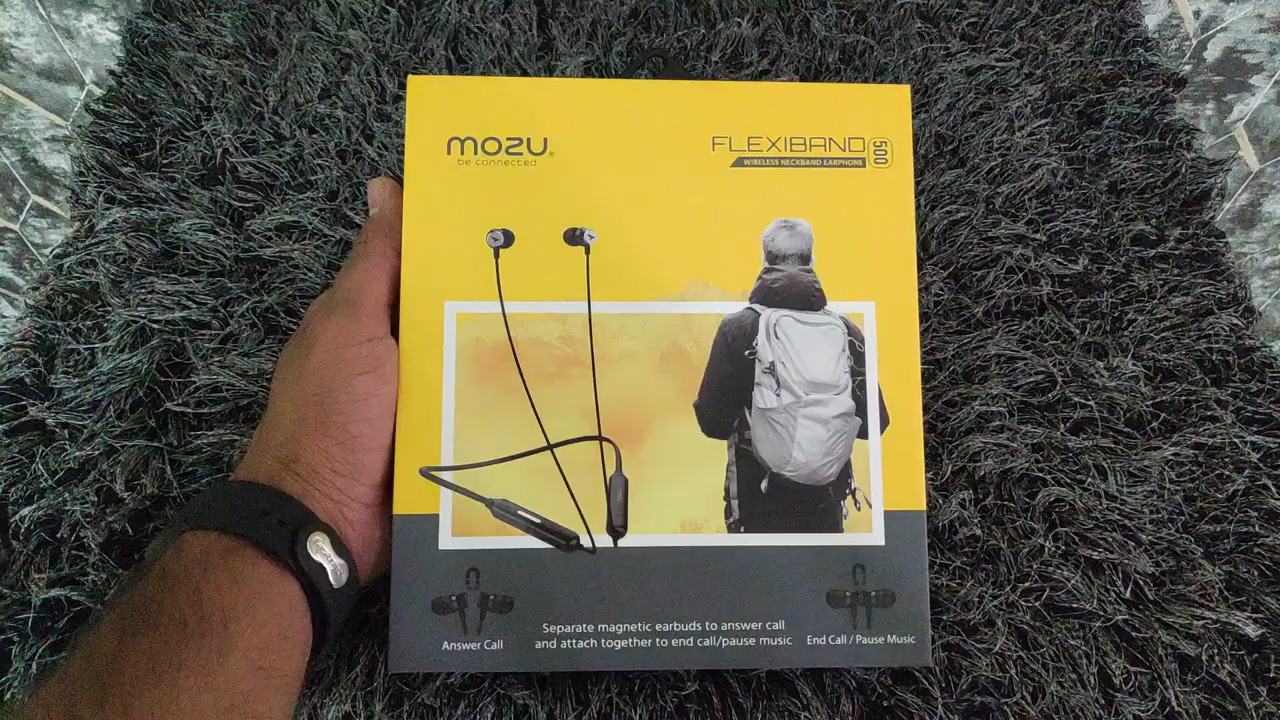 mozu®
be connected
FLEXIBAND 500
WIRELESS NECKBAND EARPHONE
Answer Call
Separate magnetic earbuds to answer call
and attach together to end call/pause music
End Call / Pause Music